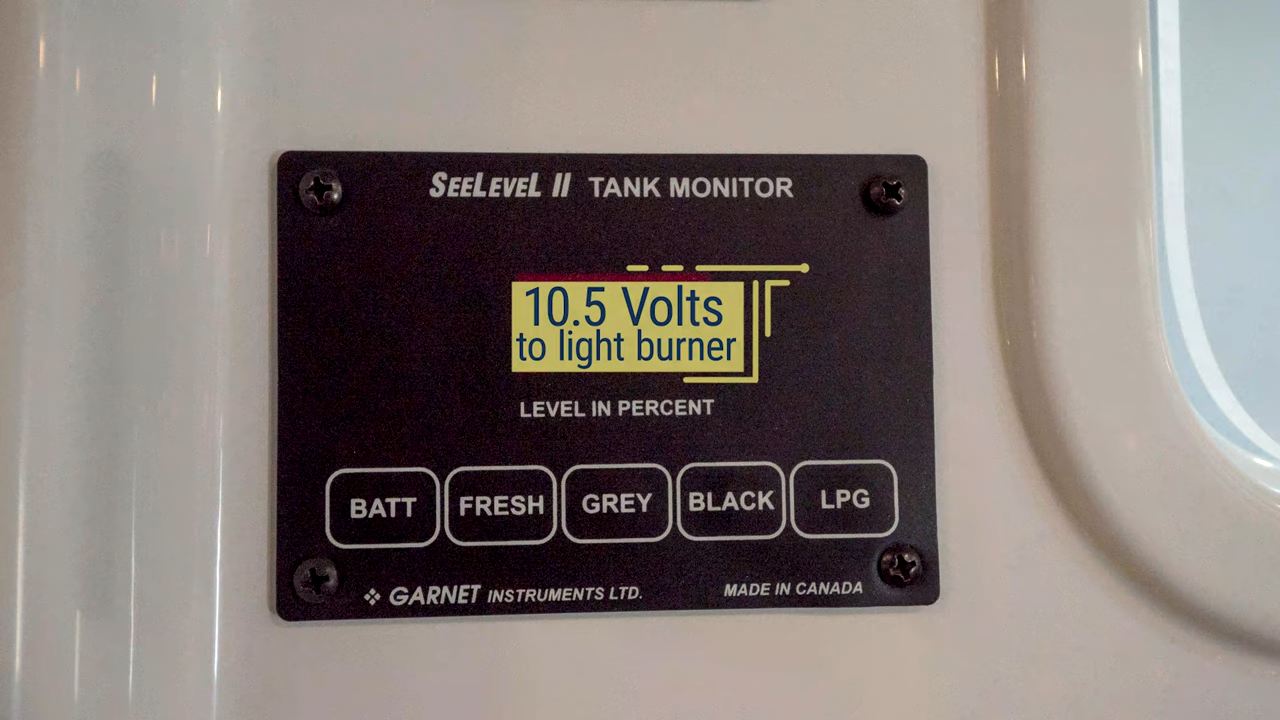 SEELEVEL II TANK MONITOR
10.5 Volts
to light burner
LEVEL IN PERCENT
BATT FRESH GREY BLACK LPG
GARNET INSTRUMENTS LTD. MADE IN CANADA